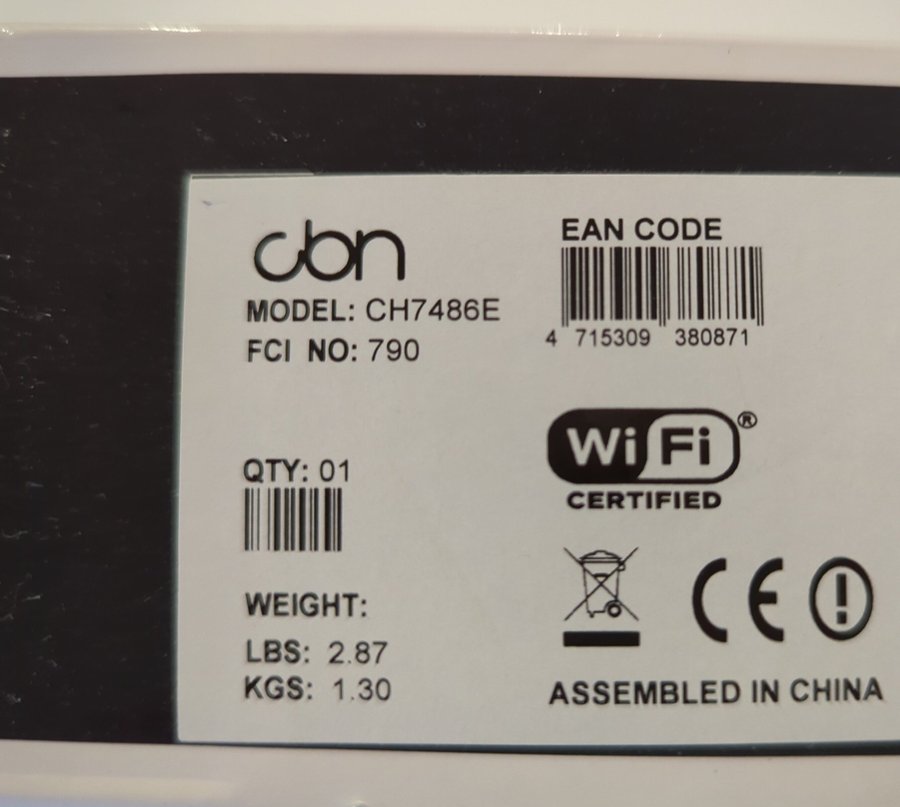 cbn
MODEL: CH7486E
FCI NO: 790
EAN CODE
4 715309 380871
WiFi®
CERTIFIED
QTY: 01
WEIGHT:
LBS: 2.87
KGS: 1.30
CE
ASSEMBLED IN CHINA